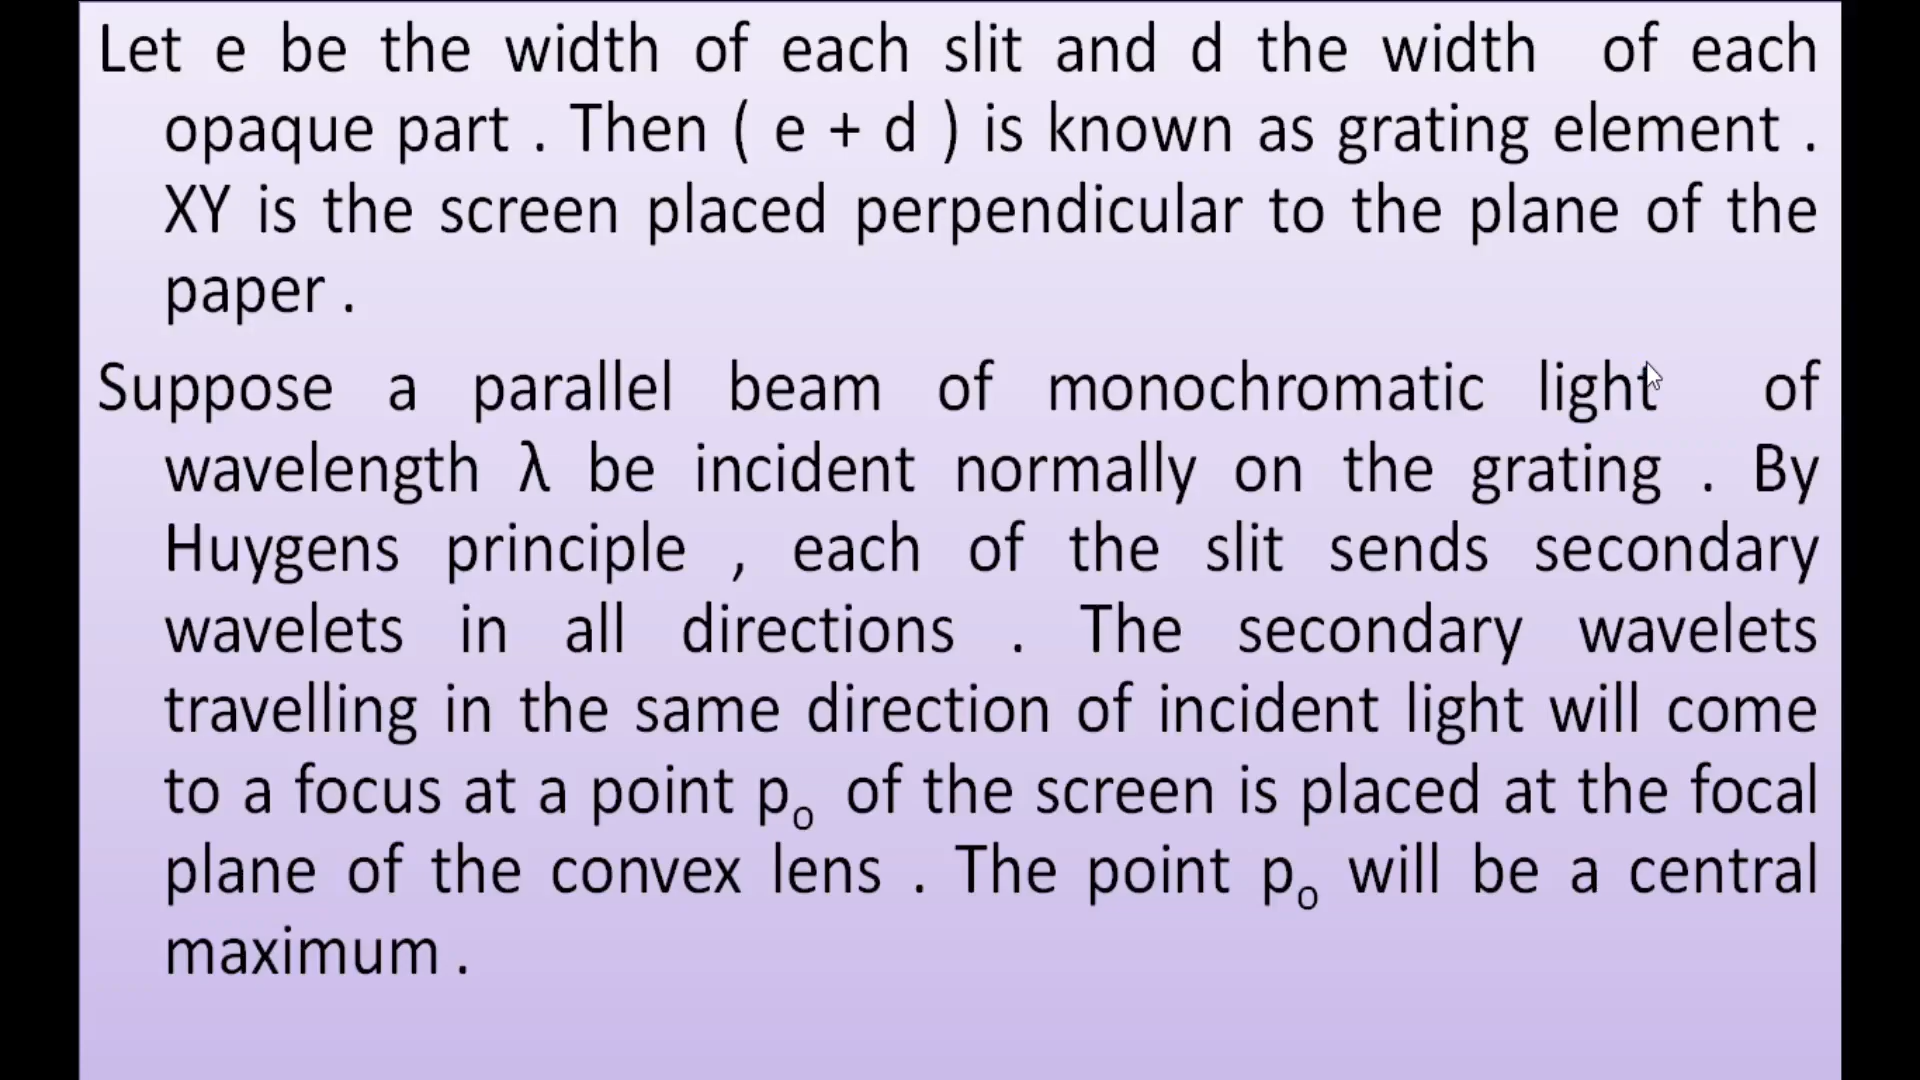 Let e be the width of each slit and d the width of each
opaque part . Then ( e + d ) is known as grating element .
XY is the screen placed perpendicular to the plane of the
paper .
Suppose a parallel beam of monochromatic light of
wavelength λ be incident normally on the grating . By
Huygens principle , each of the slit sends secondary
wavelets in all directions . The secondary wavelets
travelling in the same direction of incident light will come
to a focus at a point p₀ of the screen is placed at the focal
plane of the convex lens . The point p₀ will be a central
maximum .